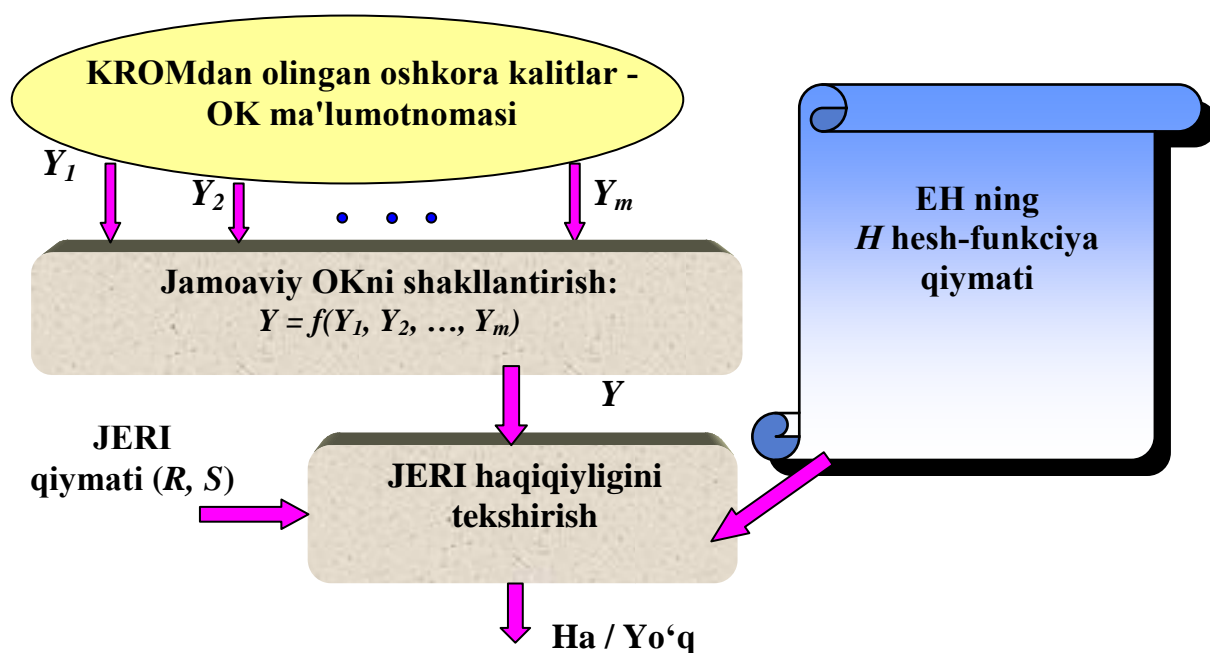 KROMdan olingan oshkora kalitlar -
OK ma'lumotnomasi
Y₁
Y₂
Yₘ
Jamoaviy OKni shakllantirish:
Y = f(Y₁, Y₂, …, Yₘ)
EH ning
H hesh-funkciya
qiymati
Y
JERI
qiymati (R, S)
JERI haqiqiyligini
tekshirish
Ha / Yo‘q